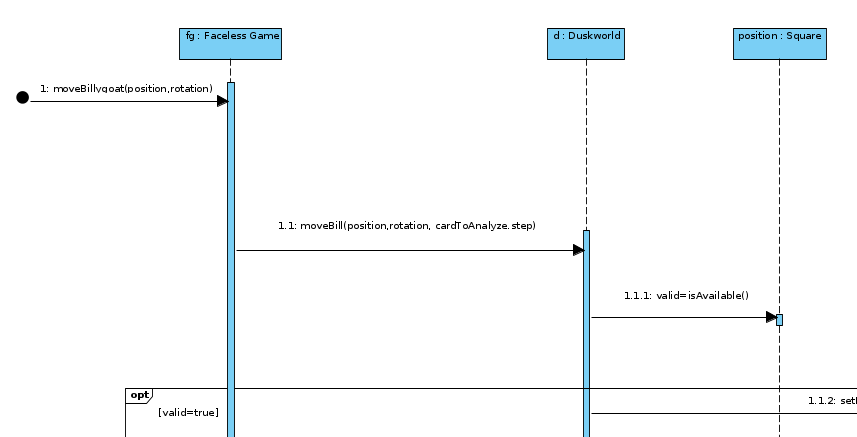 fg : Faceless Game
d : Duskworld
position : Square
1: moveBillygoat(position,rotation)
1.1: moveBill(position,rotation, cardToAnalyze.step)
1.1.1: valid=isAvailable()
opt
[valid=true]
1.1.2: